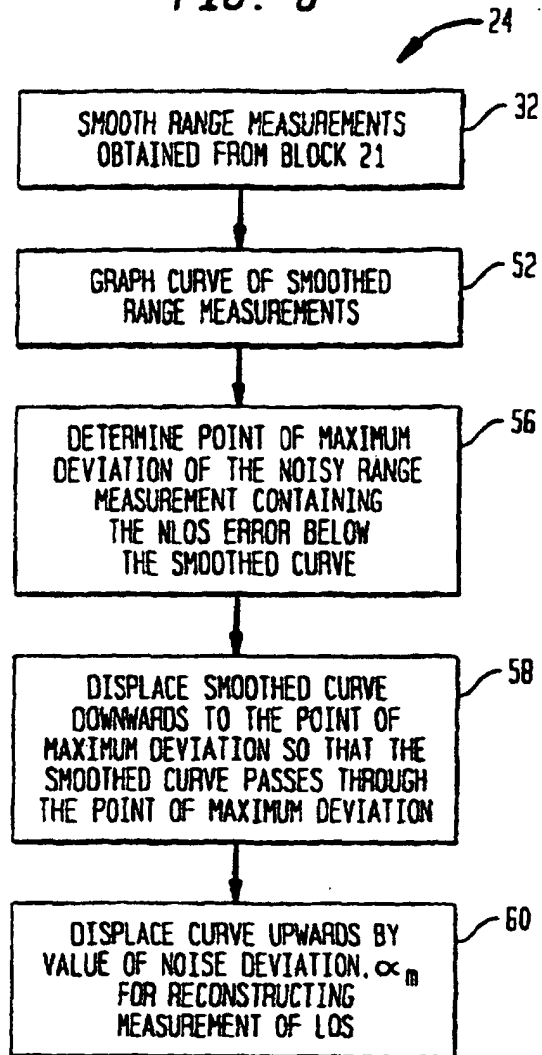 24
SMOOTH RANGE MEASUREMENTS
OBTAINED FROM BLOCK 21
32
GRAPH CURVE OF SMOOTHED
RANGE MEASUREMENTS
52
DETERMINE POINT OF MAXIMUM
DEVIATION OF THE NOISY RANGE
MEASUREMENT CONTAINING
THE NLOS ERROR BELOW
THE SMOOTHED CURVE
56
DISPLACE SMOOTHED CURVE
DOWNWARDS TO THE POINT OF
MAXIMUM DEVIATION SO THAT THE
SMOOTHED CURVE PASSES THROUGH
THE POINT OF MAXIMUM DEVIATION
58
DISPLACE CURVE UPWARDS BY
VALUE OF NOISE DEVIATION, ∝m
FOR RECONSTRUCTING
MEASUREMENT OF LOS
60